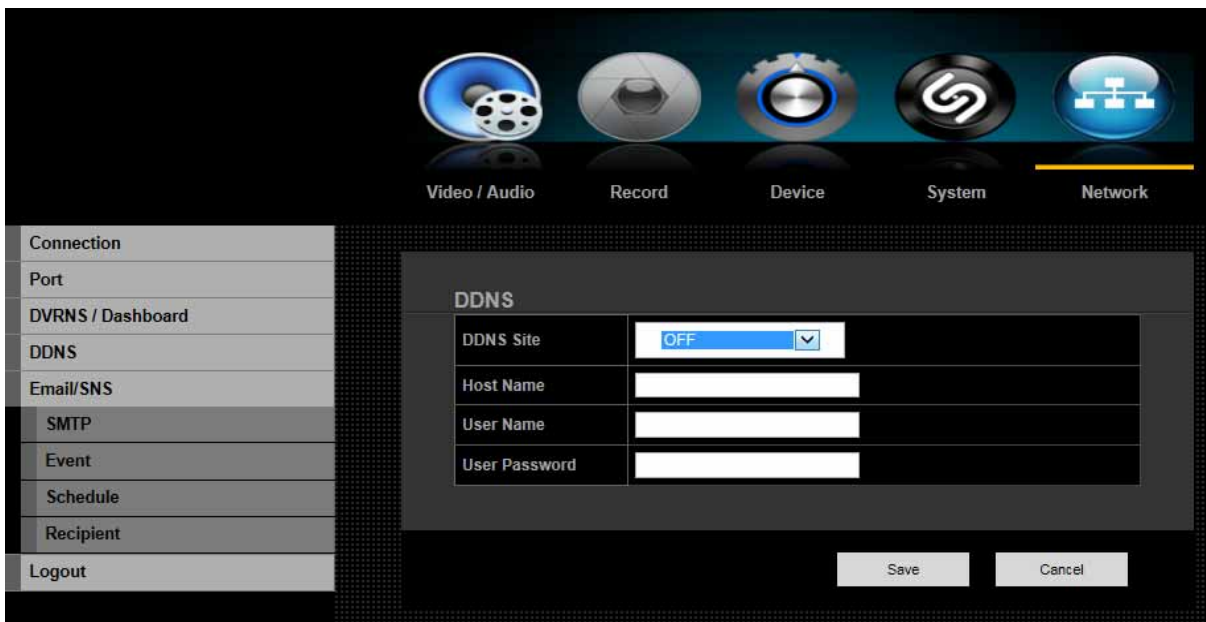 Video / Audio
Record
Device
System
Network
Connection
Port
DVRNS / Dashboard
DDNS
Email/SNS
SMTP
Event
Schedule
Recipient
Logout
DDNS
DDNS Site
OFF
Host Name
User Name
User Password
Save
Cancel